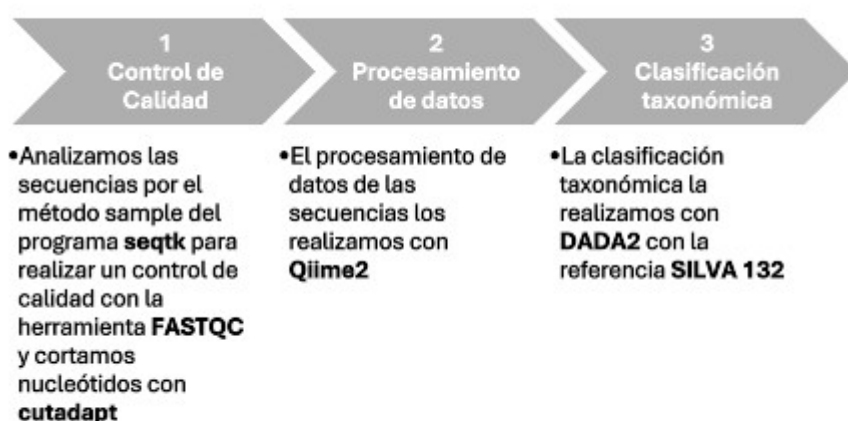 1
Control de
Calidad
•Analizamos las
secuencias por el
método sample del
programa seqtk para
realizar un control de
calidad con la
herramienta FASTQC
y cortamos
nucleótidos con
cutadapt
2
Procesamiento
de datos
•El procesamiento de
datos de las
secuencias los
realizamos con
Qiime2
3
Clasificación
taxonómica
•La clasificación
taxonómica la
realizamos con
DADA2 con la
referencia SILVA 132